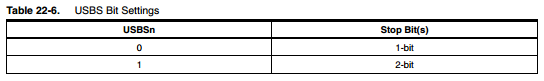 Table 22-6. USBS Bit Settings
USBSn Stop Bit(s)
0 1-bit
1 2-bit